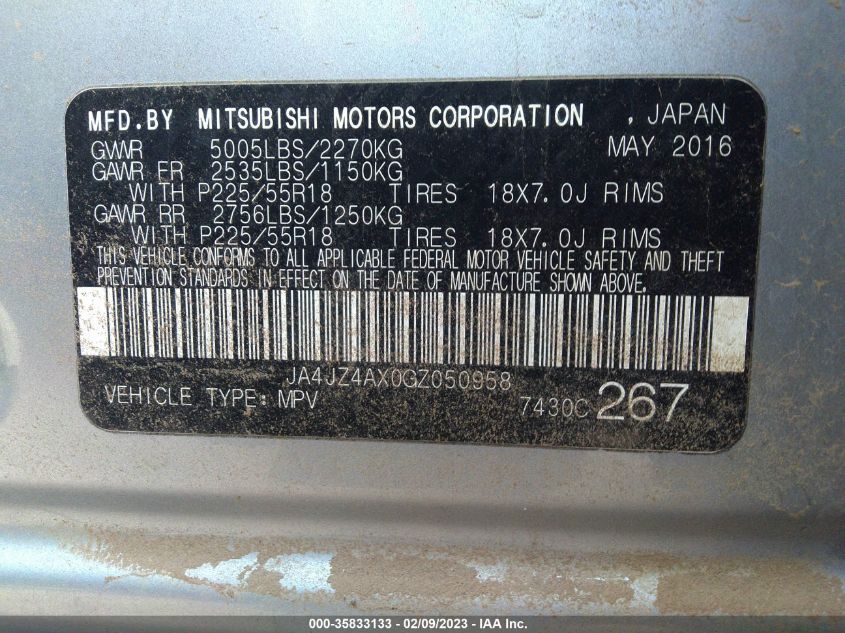 MFD.BY MITSUBISHI MOTORS CORPORATION , JAPAN
GVWR 5005LBS/2270KG MAY 2016
GAWR FR 2535LBS/1150KG
WITH P225/55R18 TIRES 18X7.0J RIMS
GAWR RR 2756LBS/1250KG
WITH P225/55R18 TIRES 18X7.0J RIMS
THIS VEHICLE CONFORMS TO ALL APPLICABLE FEDERAL MOTOR VEHICLE SAFETY AND THEFT
PREVENTION STANDARDS IN EFFECT ON THE DATE OF MANUFACTURE SHOWN ABOVE.
JA4JZ4AX0GZ050958
VEHICLE TYPE: MPV 7430C 267
000-35833133 - 02/09/2023 - IAA Inc.